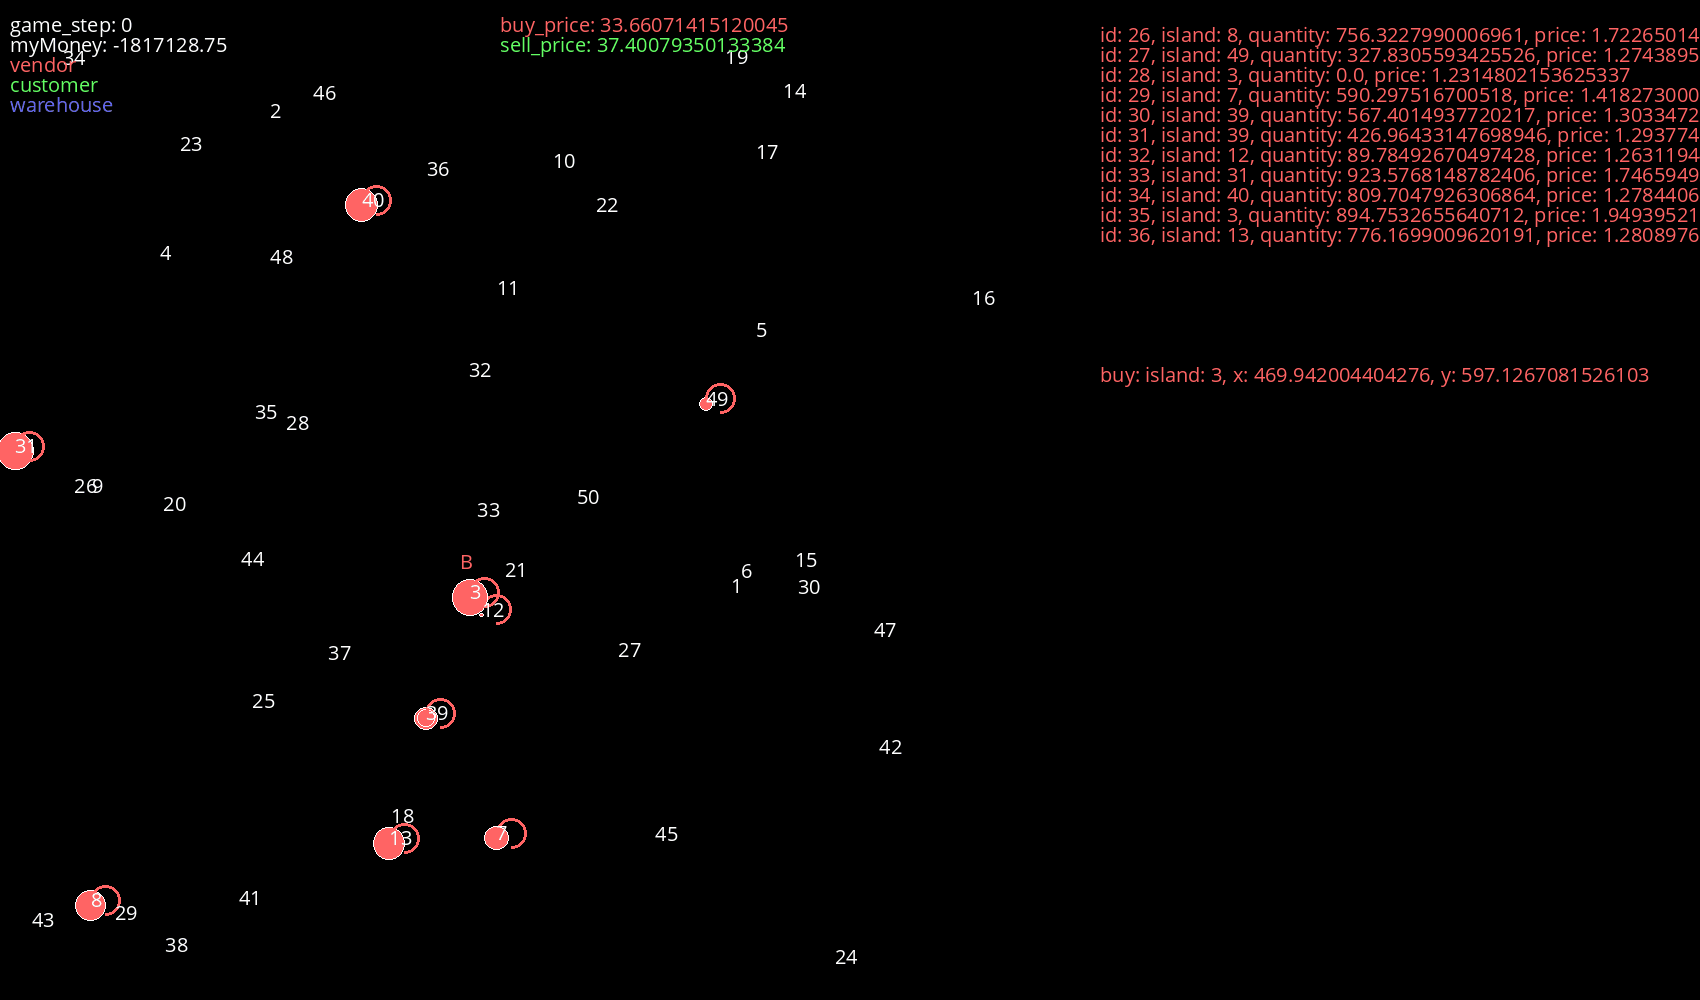 game_step: 0
myMoney: -1817128.75
vendor
customer
warehouse
buy_price: 33.66071415120045
sell_price: 37.40079350133384
id: 26, island: 8, quantity: 756.3227990006961, price: 1.72265014
id: 27, island: 49, quantity: 327.8305593425526, price: 1.2743895
id: 28, island: 3, quantity: 0.0, price: 1.2314802153625337
id: 29, island: 7, quantity: 590.297516700518, price: 1.418273000
id: 30, island: 39, quantity: 567.4014937720217, price: 1.3033472
id: 31, island: 39, quantity: 426.96433147698946, price: 1.293774
id: 32, island: 12, quantity: 89.78492670497428, price: 1.2631194
id: 33, island: 31, quantity: 923.5768148782406, price: 1.7465949
id: 34, island: 40, quantity: 809.7047926306864, price: 1.2784406
id: 35, island: 3, quantity: 894.7532655640712, price: 1.94939521
id: 36, island: 13, quantity: 776.1699009620191, price: 1.2808976
buy: island: 3, x: 469.942004404276, y: 597.1267081526103
34
19
46
14
2
23
17
10
36
40
22
4
48
11
16
5
32
49
35
28
31
26
9
20
50
33
44
B
21
6
15
1
30
3
12
47
37
27
25
39
42
18
13
7
45
8
29
43
41
38
24